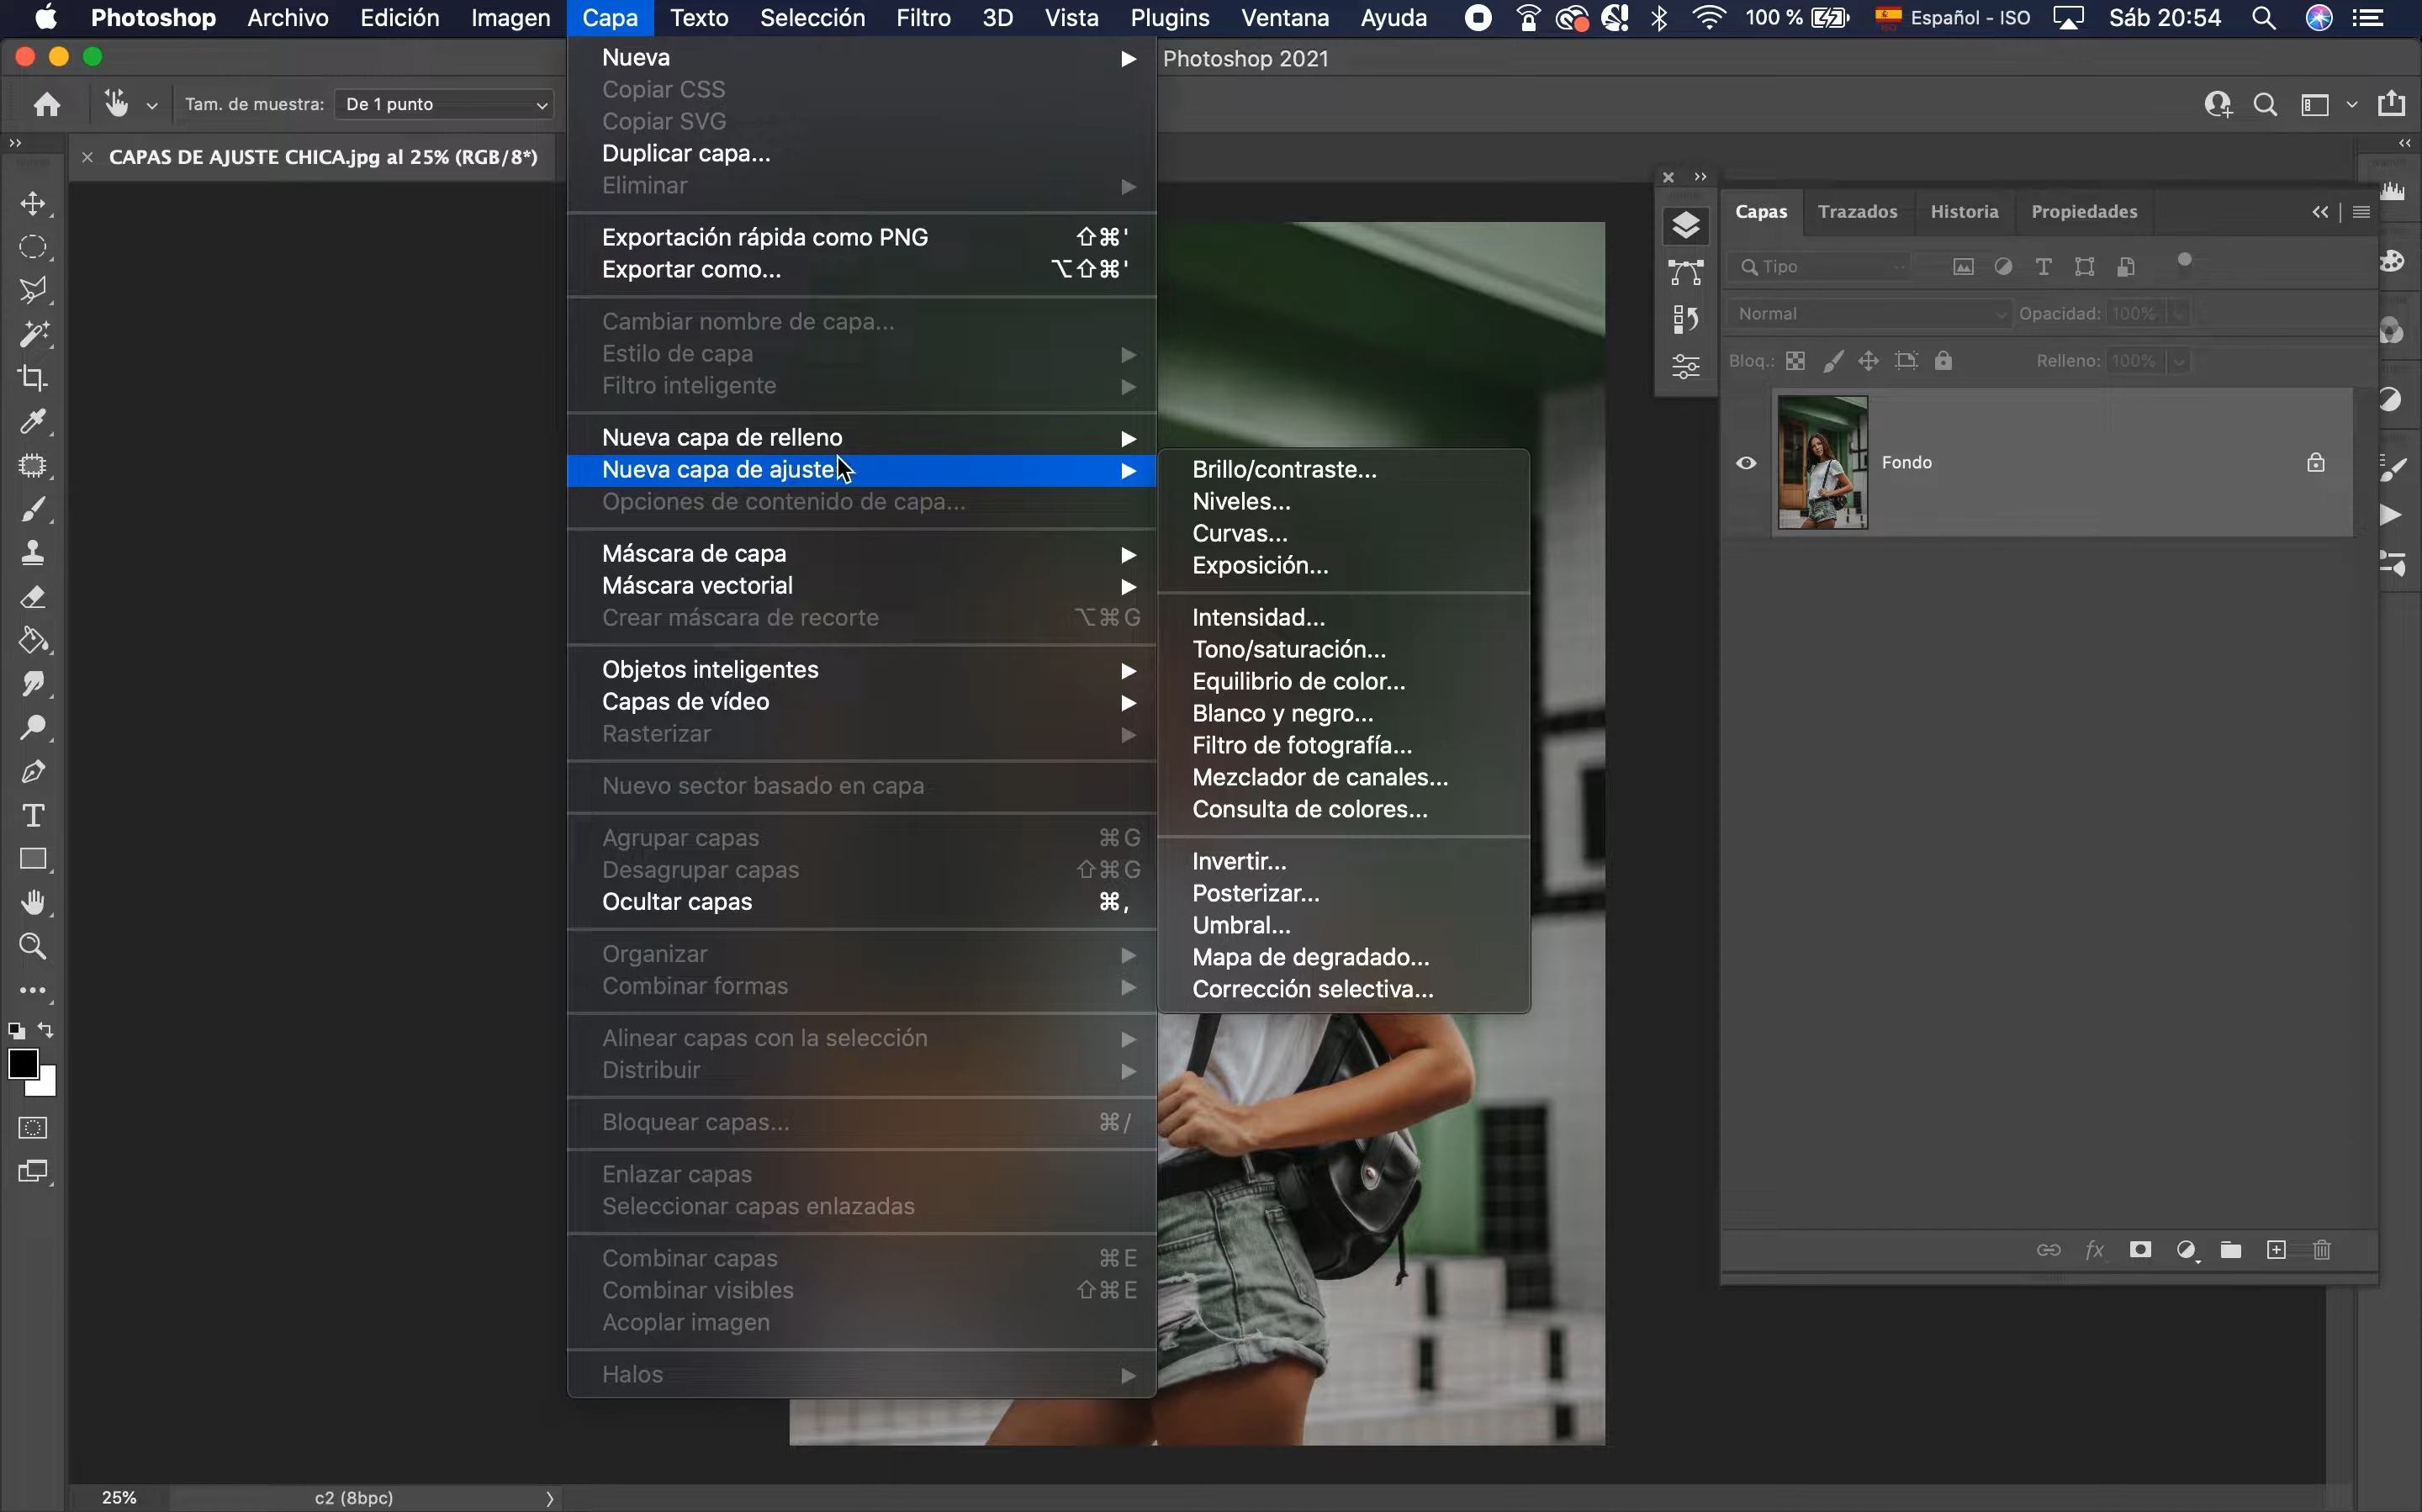 Photoshop Archivo Edición Imagen Capa Texto Selección Filtro 3D Vista Plugins Ventana Ayuda 100 % Español - ISO Sáb 20:54
Photoshop 2021
Tam. de muestra: De 1 punto
CAPAS DE AJUSTE CHICA.jpg al 25% (RGB/8*)
Nueva
Copiar CSS
Copiar SVG
Duplicar capa...
Eliminar
Exportación rápida como PNG ⇧⌘'
Exportar como... ⌥⇧⌘'
Cambiar nombre de capa...
Estilo de capa
Filtro inteligente
Nueva capa de relleno
Nueva capa de ajuste
Opciones de contenido de capa...
Máscara de capa
Máscara vectorial
Crear máscara de recorte ⌥⌘G
Objetos inteligentes
Capas de vídeo
Rasterizar
Nuevo sector basado en capa
Agrupar capas ⌘G
Desagrupar capas ⇧⌘G
Ocultar capas ⌘,
Organizar
Combinar formas
Alinear capas con la selección
Distribuir
Bloquear capas... ⌘/
Enlazar capas
Seleccionar capas enlazadas
Combinar capas ⌘E
Combinar visibles ⇧⌘E
Acoplar imagen
Halos
Brillo/contraste...
Niveles...
Curvas...
Exposición...
Intensidad...
Tono/saturación...
Equilibrio de color...
Blanco y negro...
Filtro de fotografía...
Mezclador de canales...
Consulta de colores...
Invertir...
Posterizar...
Umbral...
Mapa de degradado...
Corrección selectiva...
Capas Trazados Historia Propiedades
Tipo
Normal Opacidad: 100%
Bloq.: Relleno: 100%
Fondo
fx
25% c2 (8bpc)